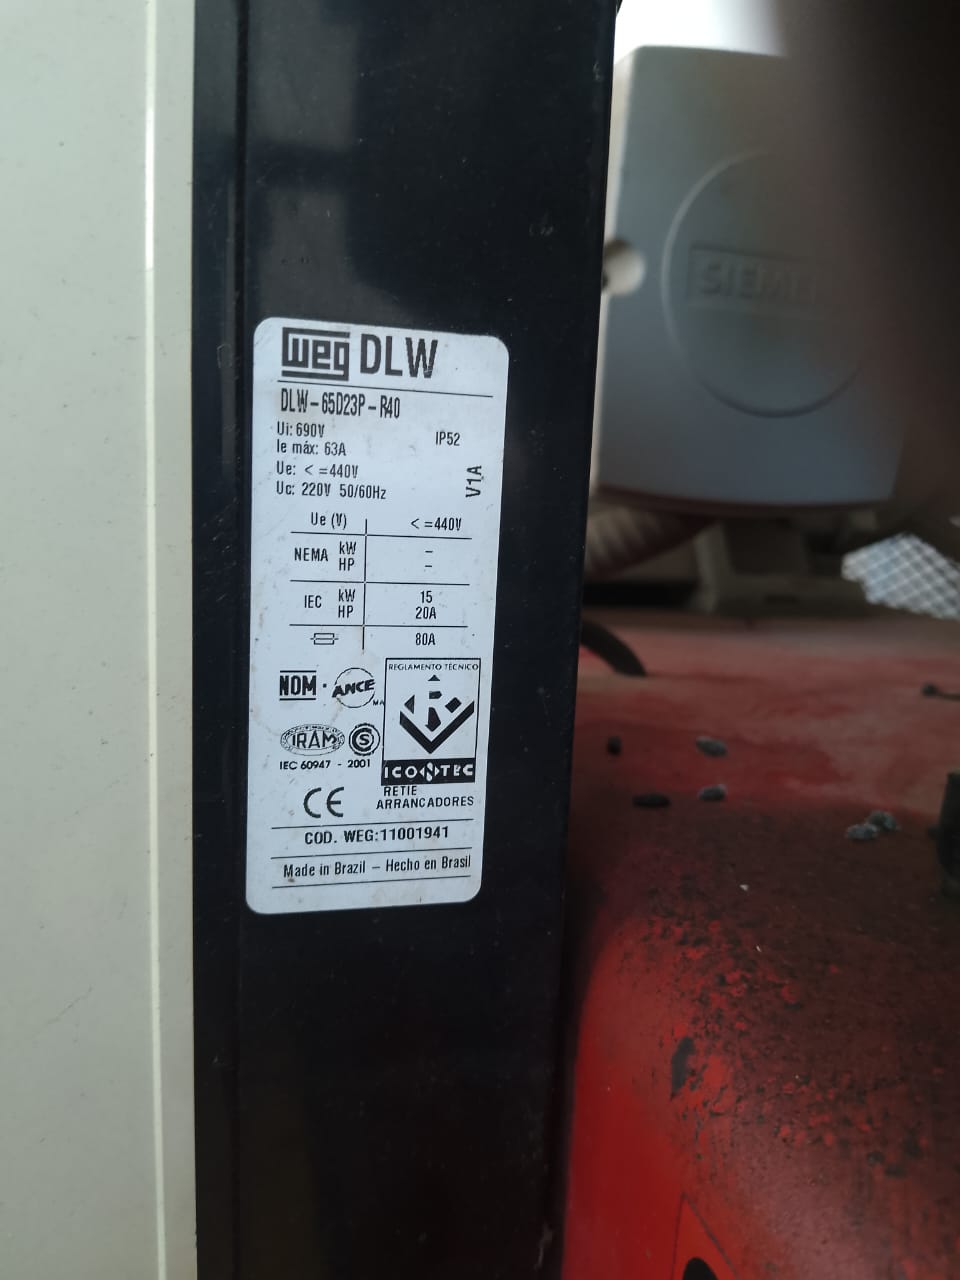 weg DLW
DLW-65D23P-R40
Ui: 690V
Ie máx: 63A
IP52
Ue: <=440V
Uc: 220V 50/60Hz
V1A
Ue (V) <=440V
NEMA kW -
HP -
IEC kW 15
HP 20A
80A
NOM · ANCE
MA
REGLAMENTO TÉCNICO
R
IRAM S
IEC 60947 - 2001
ICONTEC
CE
RETIE
ARRANCADORES
COD. WEG:11001941
Made in Brazil - Hecho en Brasil